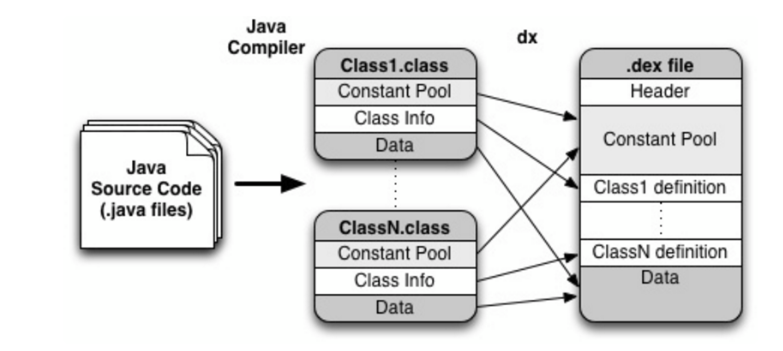 Java
Compiler
dx
Java
Source Code
(.java files)
Class1.class
Constant Pool
Class Info
Data
ClassN.class
Constant Pool
Class Info
Data
.dex file
Header
Constant Pool
Class1 definition
ClassN definition
Data